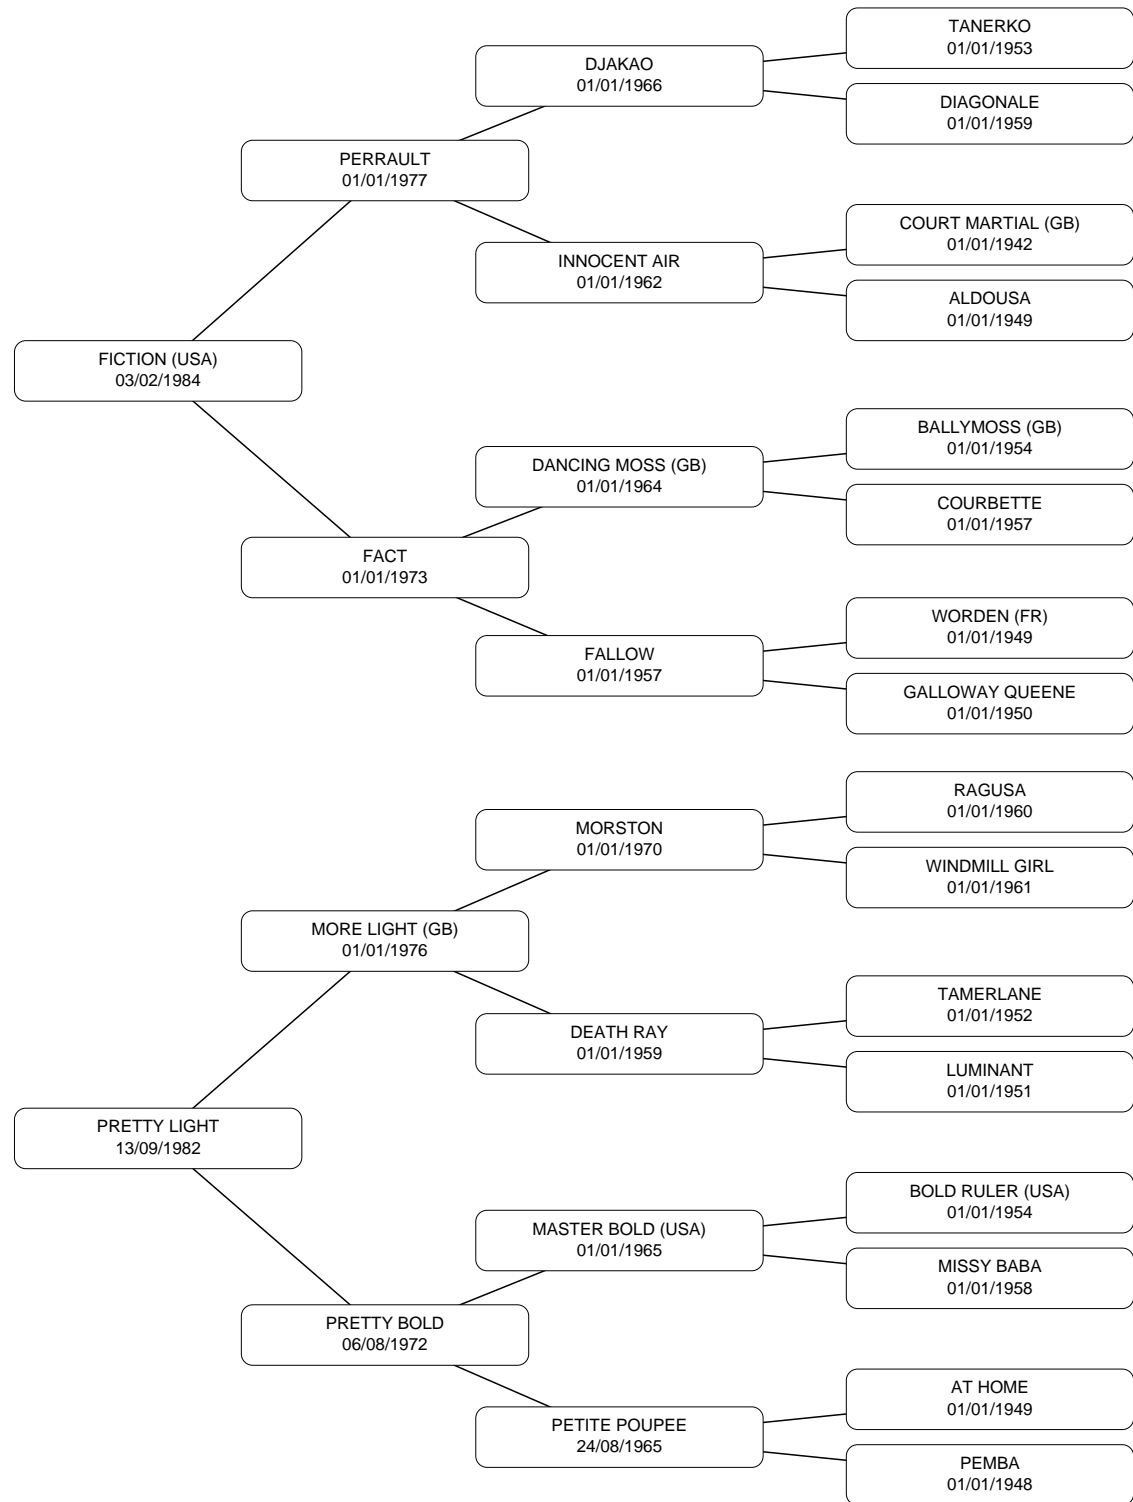 TANERKO
01/01/1953
DJAKAO
01/01/1966
DIAGONALE
01/01/1959
PERRAULT
01/01/1977
COURT MARTIAL (GB)
01/01/1942
INNOCENT AIR
01/01/1962
ALDOUSA
01/01/1949
FICTION (USA)
03/02/1984
BALLYMOSS (GB)
01/01/1954
DANCING MOSS (GB)
01/01/1964
COURBETTE
01/01/1957
FACT
01/01/1973
WORDEN (FR)
01/01/1949
FALLOW
01/01/1957
GALLOWAY QUEENE
01/01/1950
RAGUSA
01/01/1960
MORSTON
01/01/1970
WINDMILL GIRL
01/01/1961
MORE LIGHT (GB)
01/01/1976
TAMERLANE
01/01/1952
DEATH RAY
01/01/1959
LUMINANT
01/01/1951
PRETTY LIGHT
13/09/1982
BOLD RULER (USA)
01/01/1954
MASTER BOLD (USA)
01/01/1965
MISSY BABA
01/01/1958
PRETTY BOLD
06/08/1972
AT HOME
01/01/1949
PETITE POUPEE
24/08/1965
PEMBA
01/01/1948